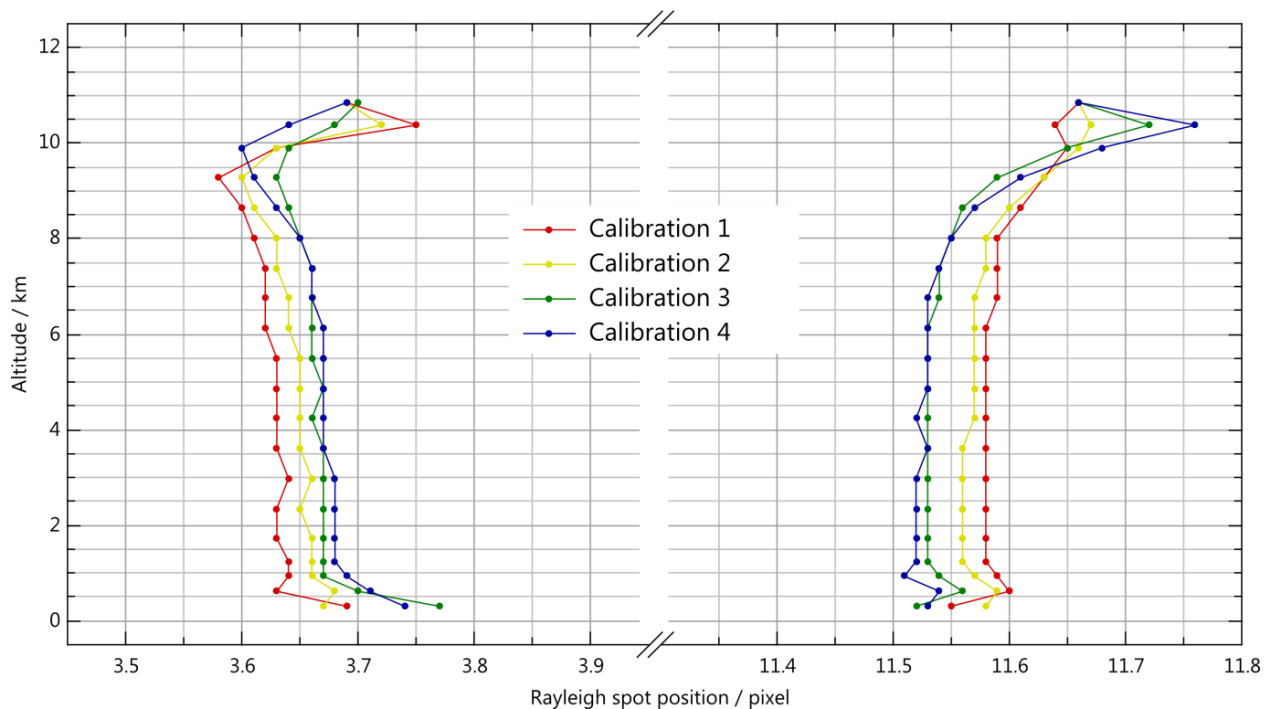 12
10
8
6
4
2
0
Altitude / km
Calibration 1
Calibration 2
Calibration 3
Calibration 4
3.5 3.6 3.7 3.8 3.9 11.4 11.5 11.6 11.7 11.8
Rayleigh spot position / pixel